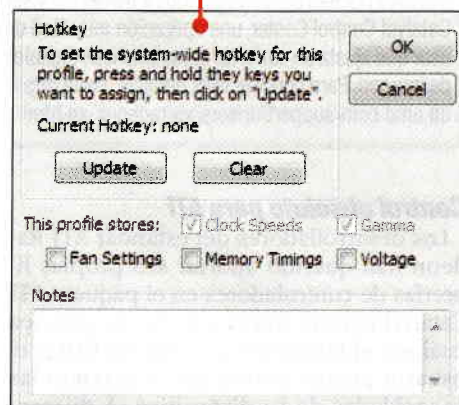 Hotkey
To set the system-wide hotkey for this
profile, press and hold they keys you
want to assign, then click on "Update".
OK
Cancel
Current Hotkey: none
Update Clear
This profile stores: Clock Speeds Gamma
Fan Settings Memory Timings Voltage
Notes